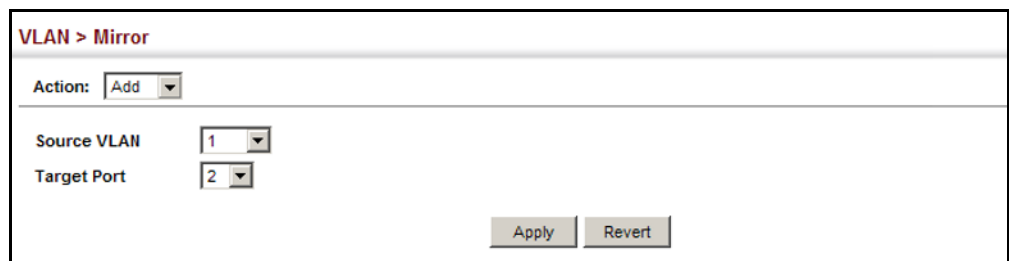 VLAN > Mirror
Action: Add
Source VLAN 1
Target Port 2
Apply Revert